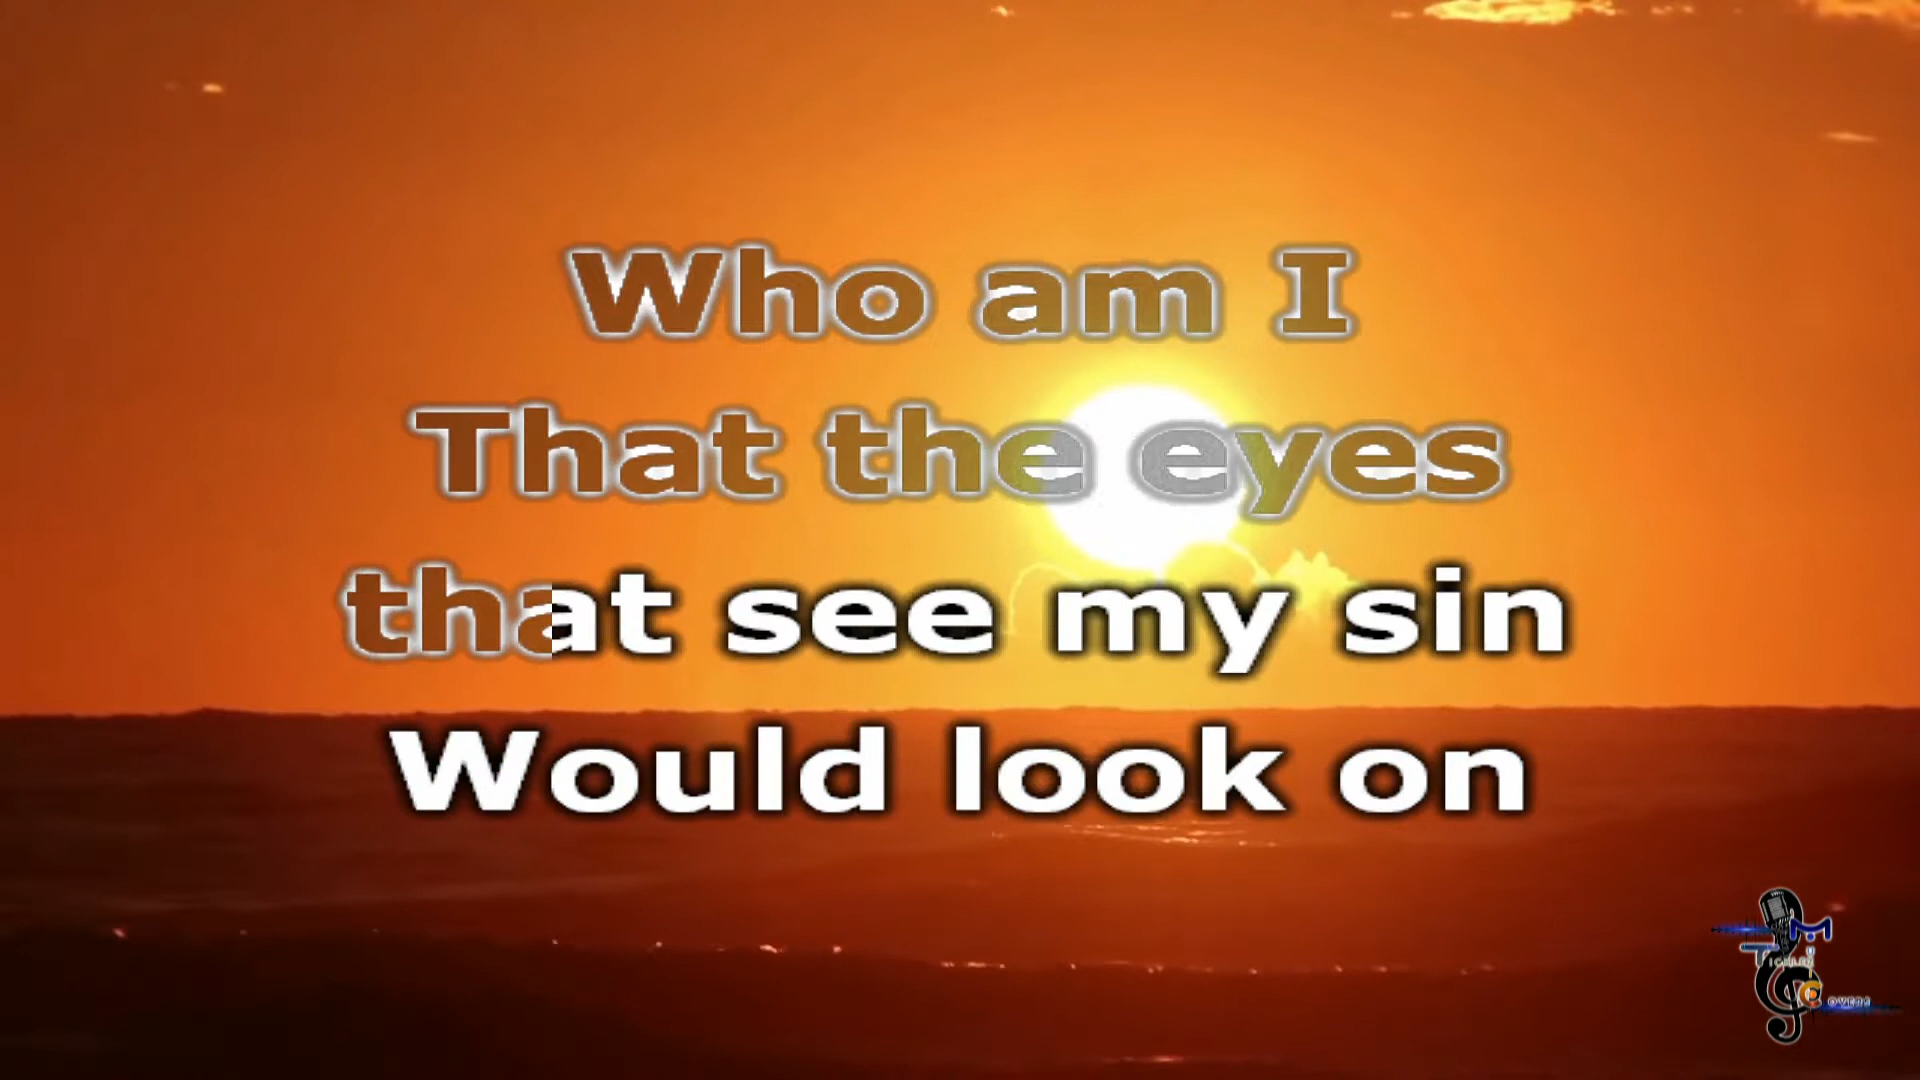 Who am I
That the eyes
that see my sin
Would look on